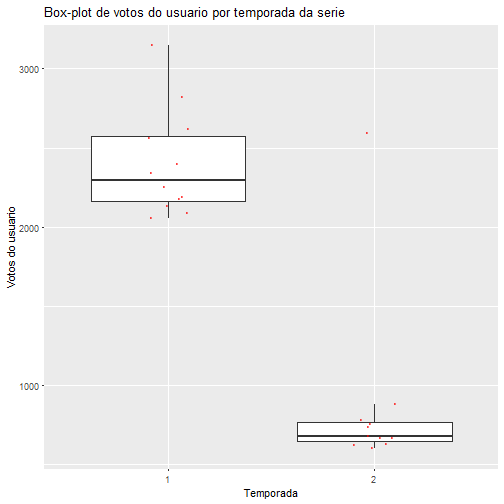 Box-plot de votos do usuario por temporada da serie
Votos do usuario
3000
2000
1000
1
2
Temporada